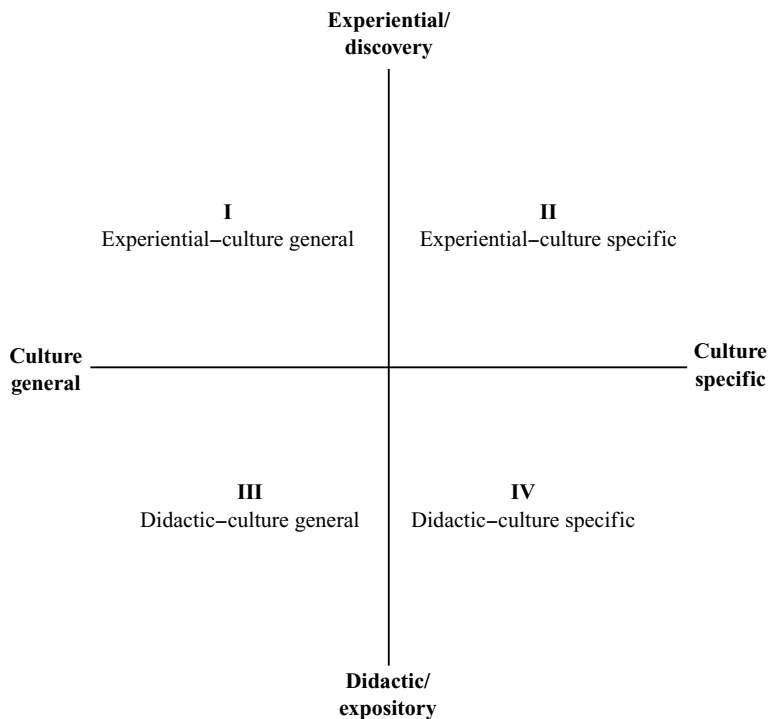 Experiential/
discovery
I
Experiential–culture general
II
Experiential–culture specific
Culture
general
Culture
specific
III
Didactic–culture general
IV
Didactic–culture specific
Didactic/
expository